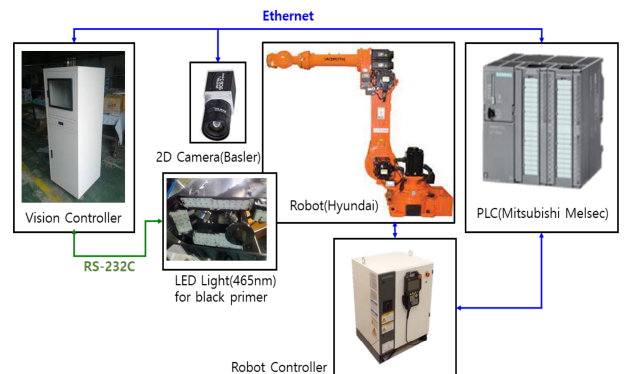 Ethernet
2D Camera(Basler)
Robot(Hyundai)
Vision Controller
PLC(Mitsubishi Melsec)
RS-232C
LED Light(465nm)
for black primer
Robot Controller
SIEMENS